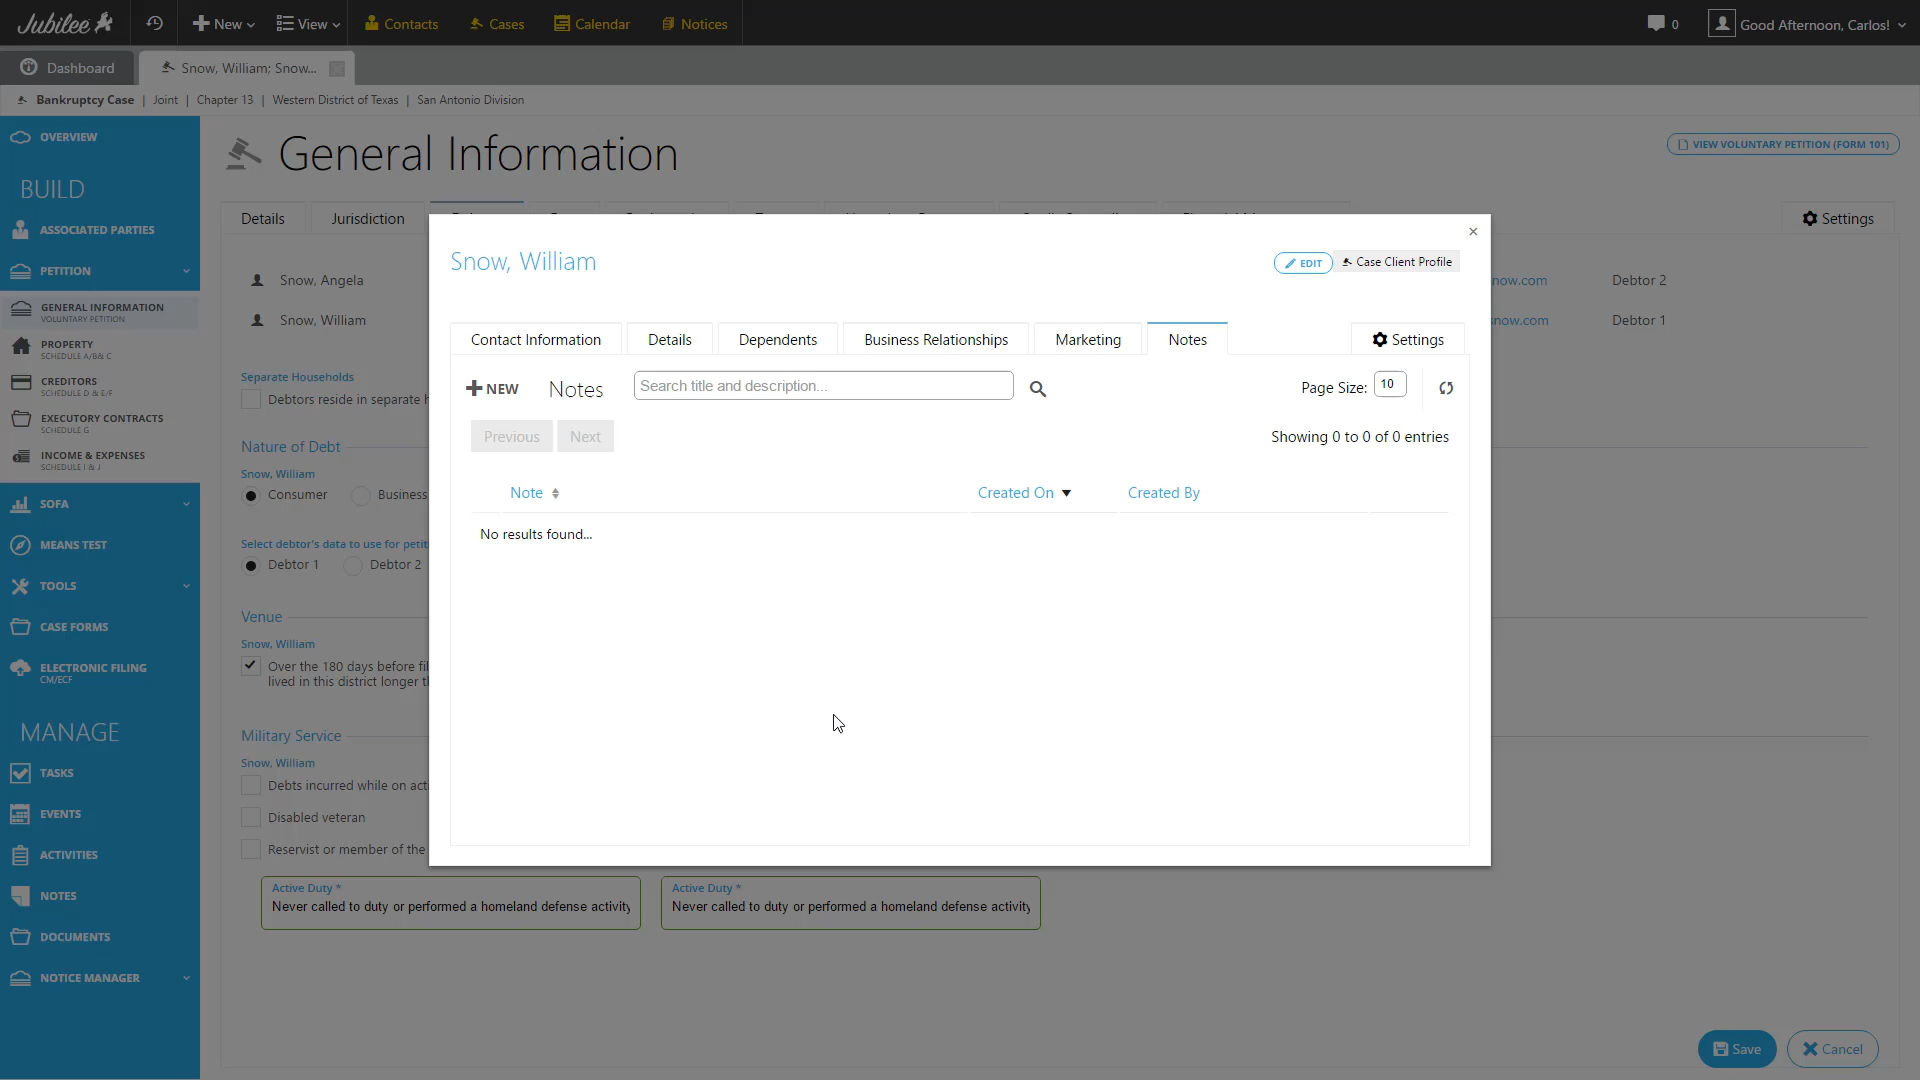 Jubilee
New
View
Contacts
Cases
Calendar
Notices
0
Good Afternoon, Carlos!
Dashboard
Snow, William; Snow...
Bankruptcy Case | Joint | Chapter 13 | Western District of Texas | San Antonio Division
OVERVIEW
BUILD
ASSOCIATED PARTIES
PETITION
GENERAL INFORMATION
VOLUNTARY PETITION
PROPERTY
SCHEDULE A/B& C
CREDITORS
SCHEDULE D & E/F
EXECUTORY CONTRACTS
SCHEDULE G
INCOME & EXPENSES
SCHEDULE I & J
SOFA
MEANS TEST
TOOLS
CASE FORMS
ELECTRONIC FILING
CM/ECF
MANAGE
TASKS
EVENTS
ACTIVITIES
NOTES
DOCUMENTS
NOTICE MANAGER
General Information
VIEW VOLUNTARY PETITION (FORM 101)
Details
Jurisdiction
Settings
Snow, Angela
now.com
Debtor 2
Snow, William
snow.com
Debtor 1
Separate Households
Debtors reside in separate h
Nature of Debt
Snow, William
Consumer
Business
Select debtor's data to use for petiti
Debtor 1
Debtor 2
Venue
Snow, William
Over the 180 days before fil
lived in this district longer th
Military Service
Snow, William
Debts incurred while on acti
Disabled veteran
Reservist or member of the
Active Duty *
Never called to duty or performed a homeland defense activity
Active Duty *
Never called to duty or performed a homeland defense activity
Save
Cancel
Snow, William
EDIT
Case Client Profile
Contact Information
Details
Dependents
Business Relationships
Marketing
Notes
Settings
NEW
Notes
Search title and description...
Page Size: 10
Previous
Next
Showing 0 to 0 of 0 entries
Note
Created On
Created By
No results found...